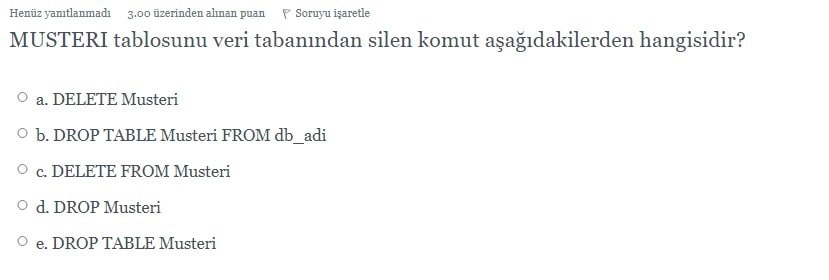 Henüz yanıtlanmadı 3,00 üzerinden alınan puan Soruyu işaretle
MUSTERI tablosunu veri tabanından silen komut aşağıdakilerden hangisidir?
a. DELETE Musteri
b. DROP TABLE Musteri FROM db_adi
c. DELETE FROM Musteri
d. DROP Musteri
e. DROP TABLE Musteri